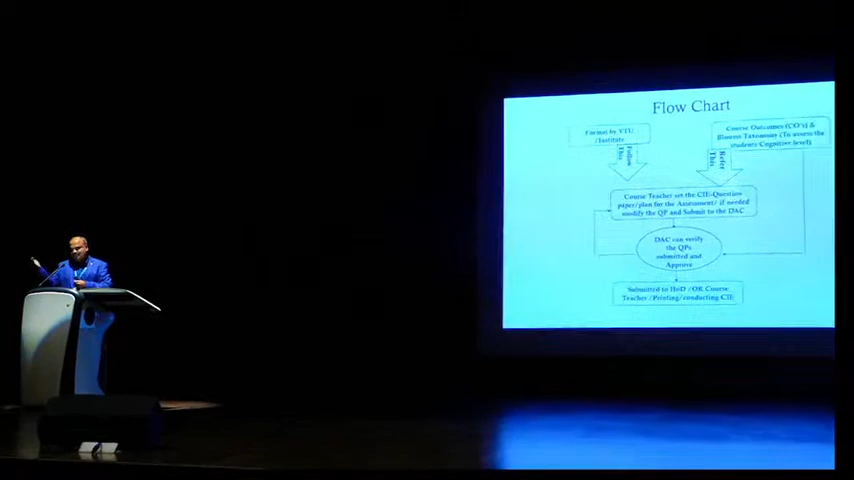 Flow Chart
Format by VTU
/Institute
Course Outcomes (CO's) &
Blooms Taxonomy (To assess the
students Cognitive level)
Follow
This
Refer
This
Course Teacher set the CIE-Question
paper/plan for the Assessment/ if needed
modify the QP and Submit to the DAC
DAC can verify
the QPs
submitted and
Approve
Submitted to HoD /OR Course
Teacher /Printing/conducting CIE